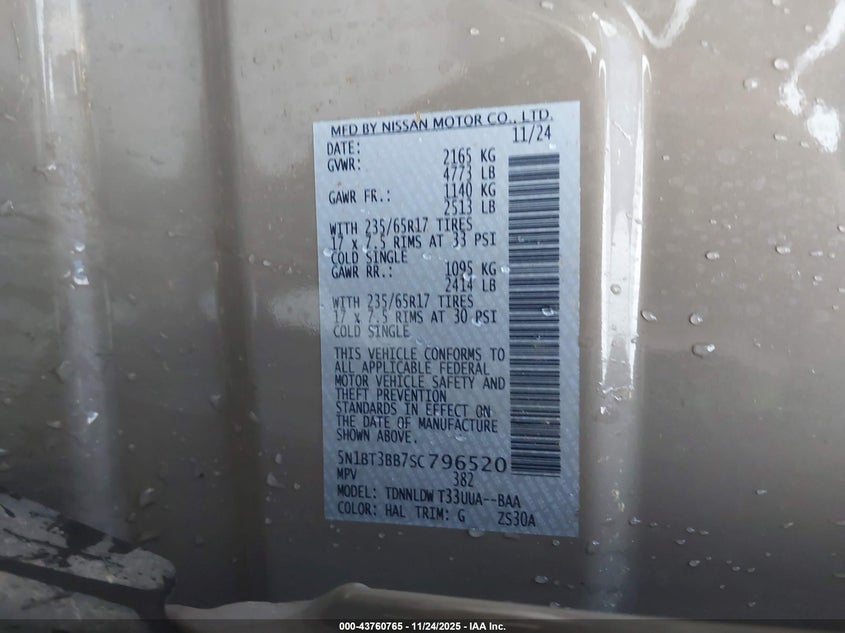 MFD BY NISSAN MOTOR CO., LTD.
DATE: 11/24
GVWR: 2165 KG
4773 LB
GAWR FR.: 1140 KG
2513 LB
WITH 235/65R17 TIRES
17 x 7.5 RIMS AT 33 PSI
COLD SINGLE
GAWR RR.: 1095 KG
2414 LB
WITH 235/65R17 TIRES
17 x 7.5 RIMS AT 30 PSI
COLD SINGLE
THIS VEHICLE CONFORMS TO
ALL APPLICABLE FEDERAL
MOTOR VEHICLE SAFETY AND
THEFT PREVENTION
STANDARDS IN EFFECT ON
THE DATE OF MANUFACTURE
SHOWN ABOVE.
5N1BT3BB7SC796520
MPV 382
MODEL: TDNNLDW T33UUA--BAA
COLOR: HAL TRIM: G ZS30A
000-43760765 - 11/24/2025 - IAA Inc.